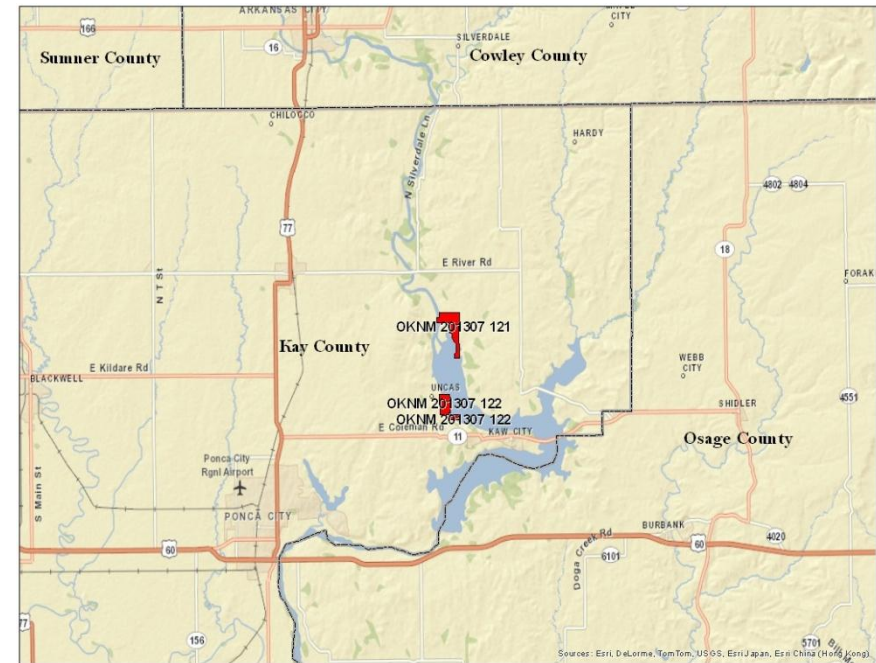 ARKANSAS CITY
CITY
166
SILVERDALE
16
Sumner County
Cowley County
CHILOCCO
HARDY
N Silverdale Ln
4802 4804
77
18
E River Rd
N T St
FORAK
OKNM 201307 121
Kay County
WEBB
CITY
E Kildare Rd
BLACKWELL
UNCAS
4551
OKNM 201307 122
SHIDLER
OKNM 201307 122
E Coleman Rd
11
KAW CITY
Osage County
Ponca City
Rgnl Airport
S Main St
PONCA CITY
BURBANK
60
60
4020
Doga Creek Rd
6101
77
156
5701
Sources: Esri, DeLorme, TomTom, USGS, Esri Japan, Esri China (Hong Kong)